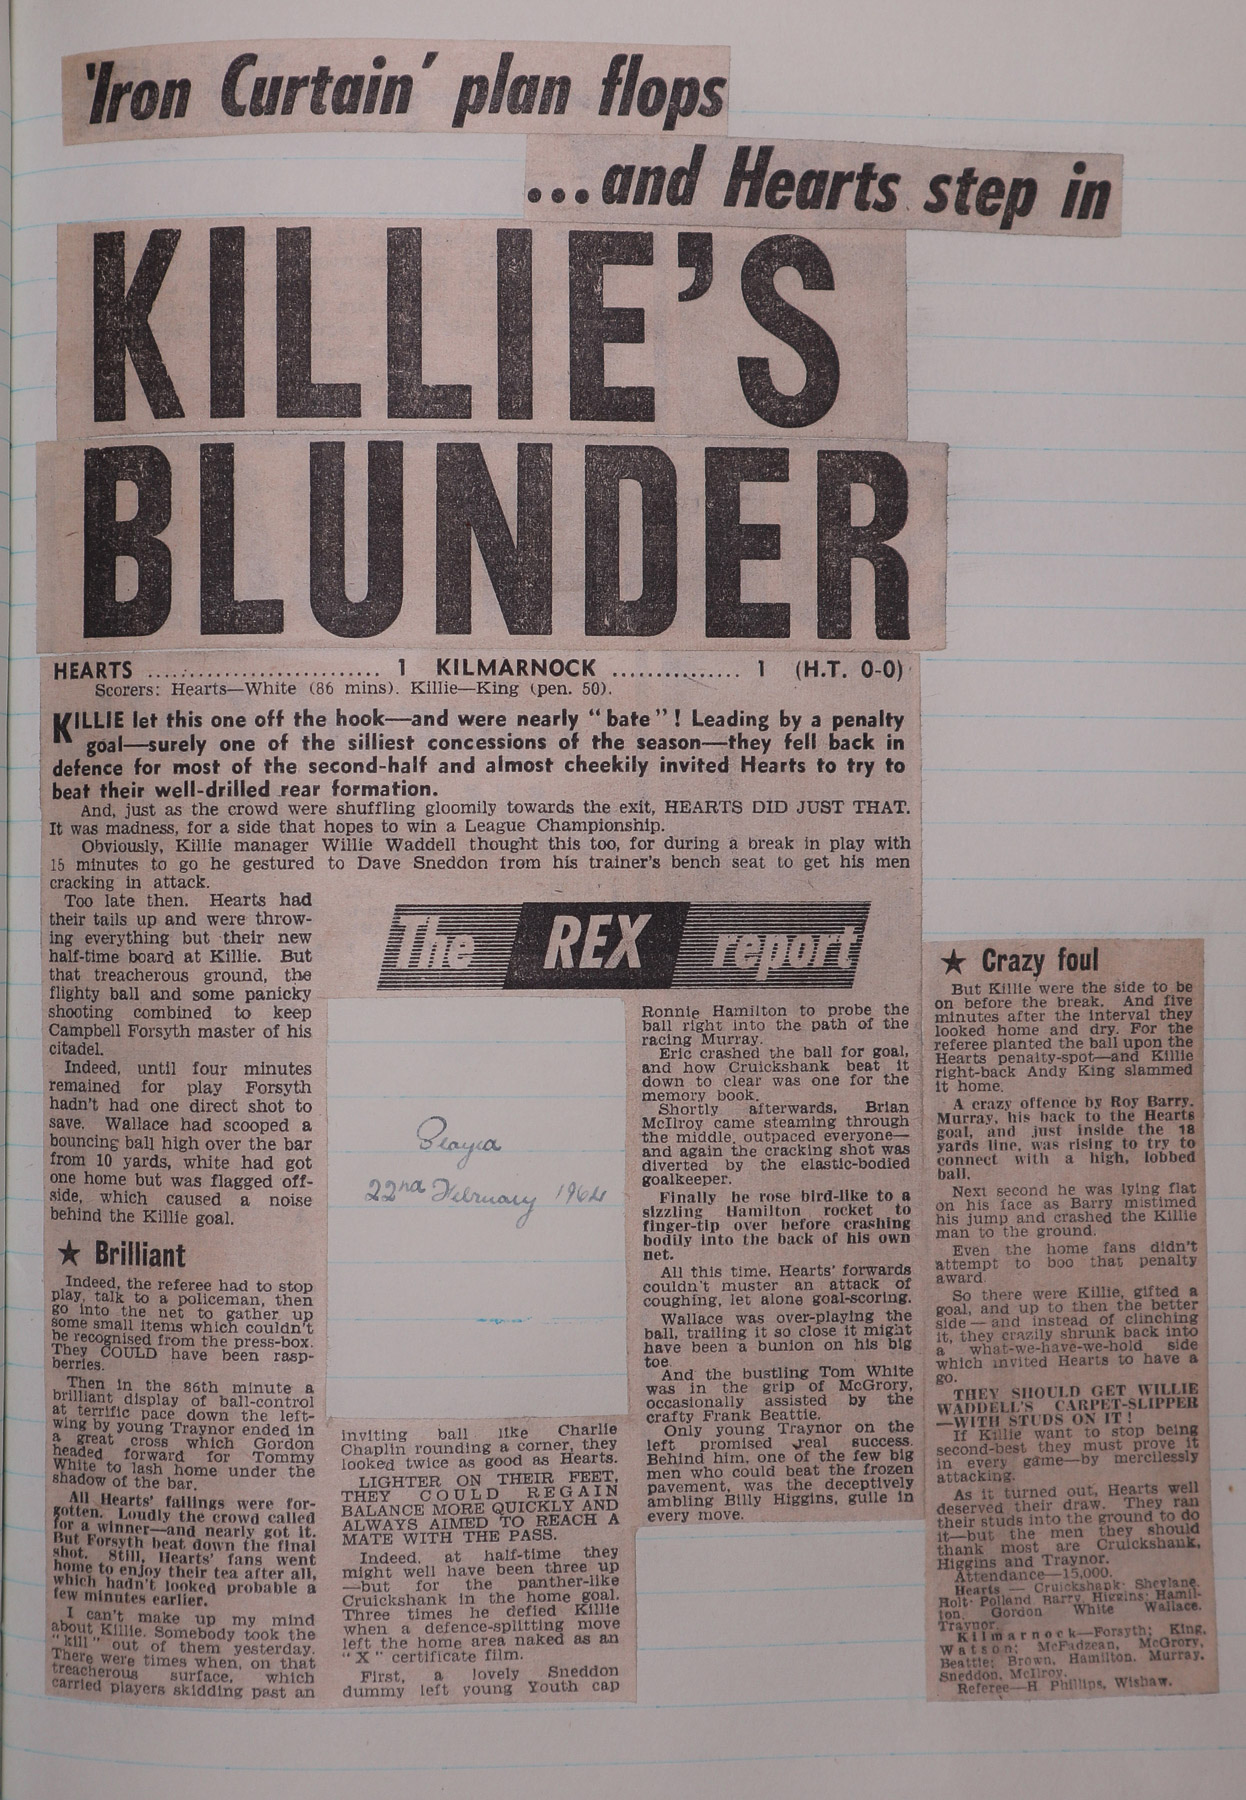 'Iron Curtain' plan flops
...and Hearts step in
KILLIE'S
BLUNDER
HEARTS ........................... 1 KILMARNOCK ............... 1 (H.T. 0-0)
Scorers: Hearts—White (86 mins). Killie—King (pen. 50).
KILLIE let this one off the hook—and were nearly "bate"! Leading by a penalty
goal—surely one of the silliest concessions of the season—they fell back in
defence for most of the second-half and almost cheekily invited Hearts to try to
beat their well-drilled rear formation.
And, just as the crowd were shuffling gloomily towards the exit, HEARTS DID JUST THAT.
It was madness, for a side that hopes to win a League Championship.
Obviously, Killie manager Willie Waddell thought this too, for during a break in play with
15 minutes to go he gestured to Dave Sneddon from his trainer's bench seat to get his men
cracking in attack.
Too late then. Hearts had
their tails up and were throw-
ing everything but their new
half-time board at Killie. But
that treacherous ground, the
flighty ball and some panicky
shooting combined to keep
Campbell Forsyth master of his
citadel.
Indeed, until four minutes
remained for play Forsyth
hadn't had one direct shot to
save. Wallace had scooped a
bouncing ball high over the bar
from 10 yards, white had got
one home but was flagged off-
side, which caused a noise
behind the Killie goal.
★ Brilliant
Indeed, the referee had to stop
play, talk to a policeman, then
go into the net to gather up
some small items which couldn't
be recognised from the press-box.
They COULD have been rasp-
berries.
Then in the 86th minute a
brilliant display of ball-control
at terrific pace down the left-
wing by young Traynor ended in
a great cross which Gordon
headed forward for Tommy
White to lash home under the
shadow of the bar.
All Hearts' failings were for-
gotten. Loudly the crowd called
for a winner—and nearly got it.
But Forsyth beat down the final
shot. Still, Hearts' fans went
home to enjoy their tea after all,
which hadn't looked probable a
few minutes earlier.
I can't make up my mind
about Killie. Somebody took the
"kill" out of them yesterday.
There were times when, on that
treacherous surface, which
carried players skidding past an
The REX report
Played
22nd February 1964
inviting ball like Charlie
Chaplin rounding a corner, they
looked twice as good as Hearts.
LIGHTER ON THEIR FEET,
THEY COULD REGAIN
BALANCE MORE QUICKLY AND
ALWAYS AIMED TO REACH A
MATE WITH THE PASS.
Indeed, at half-time they
might well have been three up
—but for the panther-like
Cruickshank in the home goal.
Three times he defied Killie
when a defence-splitting move
left the home area naked as an
"X" certificate film.
First, a lovely Sneddon
dummy left young Youth cap
Ronnie Hamilton to probe the
ball right into the path of the
racing Murray.
Eric crashed the ball for goal,
and how Cruickshank beat it
down to clear was one for the
memory book.
Shortly afterwards, Brian
McIlroy came steaming through
the middle, outpaced everyone—
and again the cracking shot was
diverted by the elastic-bodied
goalkeeper.
Finally he rose bird-like to a
sizzling Hamilton rocket to
finger-tip over before crashing
bodily into the back of his own
net.
All this time, Hearts' forwards
couldn't muster an attack of
coughing, let alone goal-scoring.
Wallace was over-playing the
ball, trailing it so close it might
have been a bunion on his big
toe.
And the bustling Tom White
was in the grip of McGrory,
occasionally assisted by the
crafty Frank Beattie.
Only young Traynor on the
left promised real success.
Behind him, one of the few big
men who could beat the frozen
pavement, was the deceptively
ambling Billy Higgins, guile in
every move.
★ Crazy foul
But Killie were the side to be
on before the break. And five
minutes after the interval they
looked home and dry. For the
referee planted the ball upon the
Hearts penalty-spot—and Killie
right-back Andy King slammed
it home.
A crazy offence by Roy Barry.
Murray, his back to the Hearts
goal, and just inside the 18
yards line, was rising to try to
connect with a high, lobbed
ball.
Next second he was lying flat
on his face as Barry mistimed
his jump and crashed the Killie
man to the ground.
Even the home fans didn't
attempt to boo that penalty
award
So there were Killie, gifted a
goal, and up to then the better
side—and instead of clinching
it, they crazily shrunk back into
a what-we-have-we-hold side
which invited Hearts to have a
go.
THEY SHOULD GET WILLIE
WADDELL'S CARPET-SLIPPER
—WITH STUDS ON IT!
If Killie want to stop being
second-best they must prove it
in every game—by mercilessly
attacking.
As it turned out, Hearts well
deserved their draw. They ran
their studs into the ground to do
it—but the men they should
thank most are Cruickshank,
Higgins and Traynor.
Attendance—15,000.
Hearts — Cruickshank; Shevlane,
Holt; Polland Barry Higgins; Hamil-
ton, Gordon White Wallace,
Traynor
Kilmarnock—Forsyth; King,
Watson; McFadzean, McGrory,
Beattie; Brown, Hamilton, Murray,
Sneddon, McIlroy.
Referee—H Phillips, Wishaw.